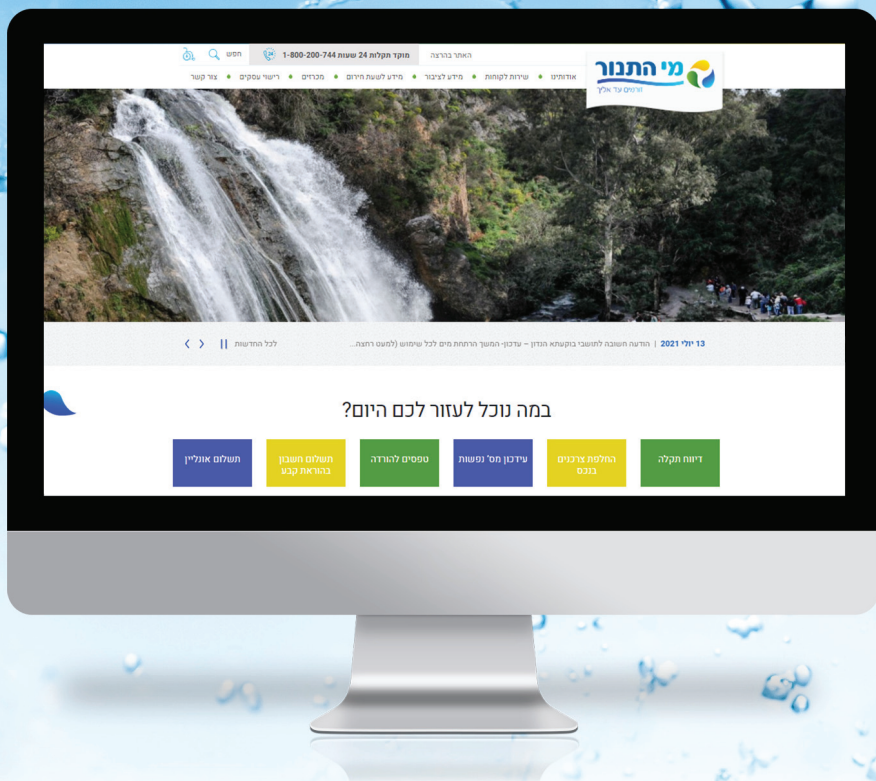 האתר בהרצה
מוקד תקלות 24 שעות 1-800-200-744
חפש
מי התנור
זורמים עד אליך
אודותינו • שירות לקוחות • מידע לציבור • מידע לשעת חירום • מכרזים • רישוי עסקים • צור קשר
13 יולי 2021 | הודעה חשובה לתושבי בוקעתא הנדון – עדכון- המשך הרתחת מים לכל שימוש (למעט רחצה...
לכל החדשות
במה נוכל לעזור לכם היום?
דיווח תקלה
החלפת צרכנים
בנכס
עידכון מס' נפשות
טפסים להורדה
תשלום חשבון
בהוראת קבע
תשלום אונליין